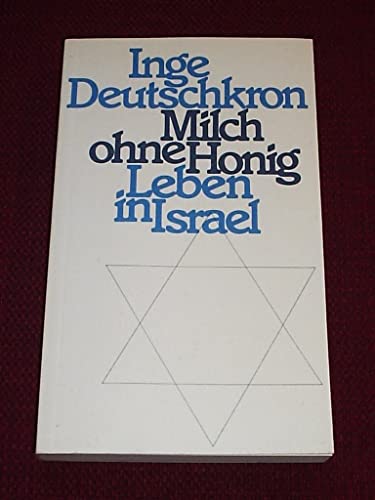 Inge
Deutschkron
Milch
ohne Honig
Leben
in Israel